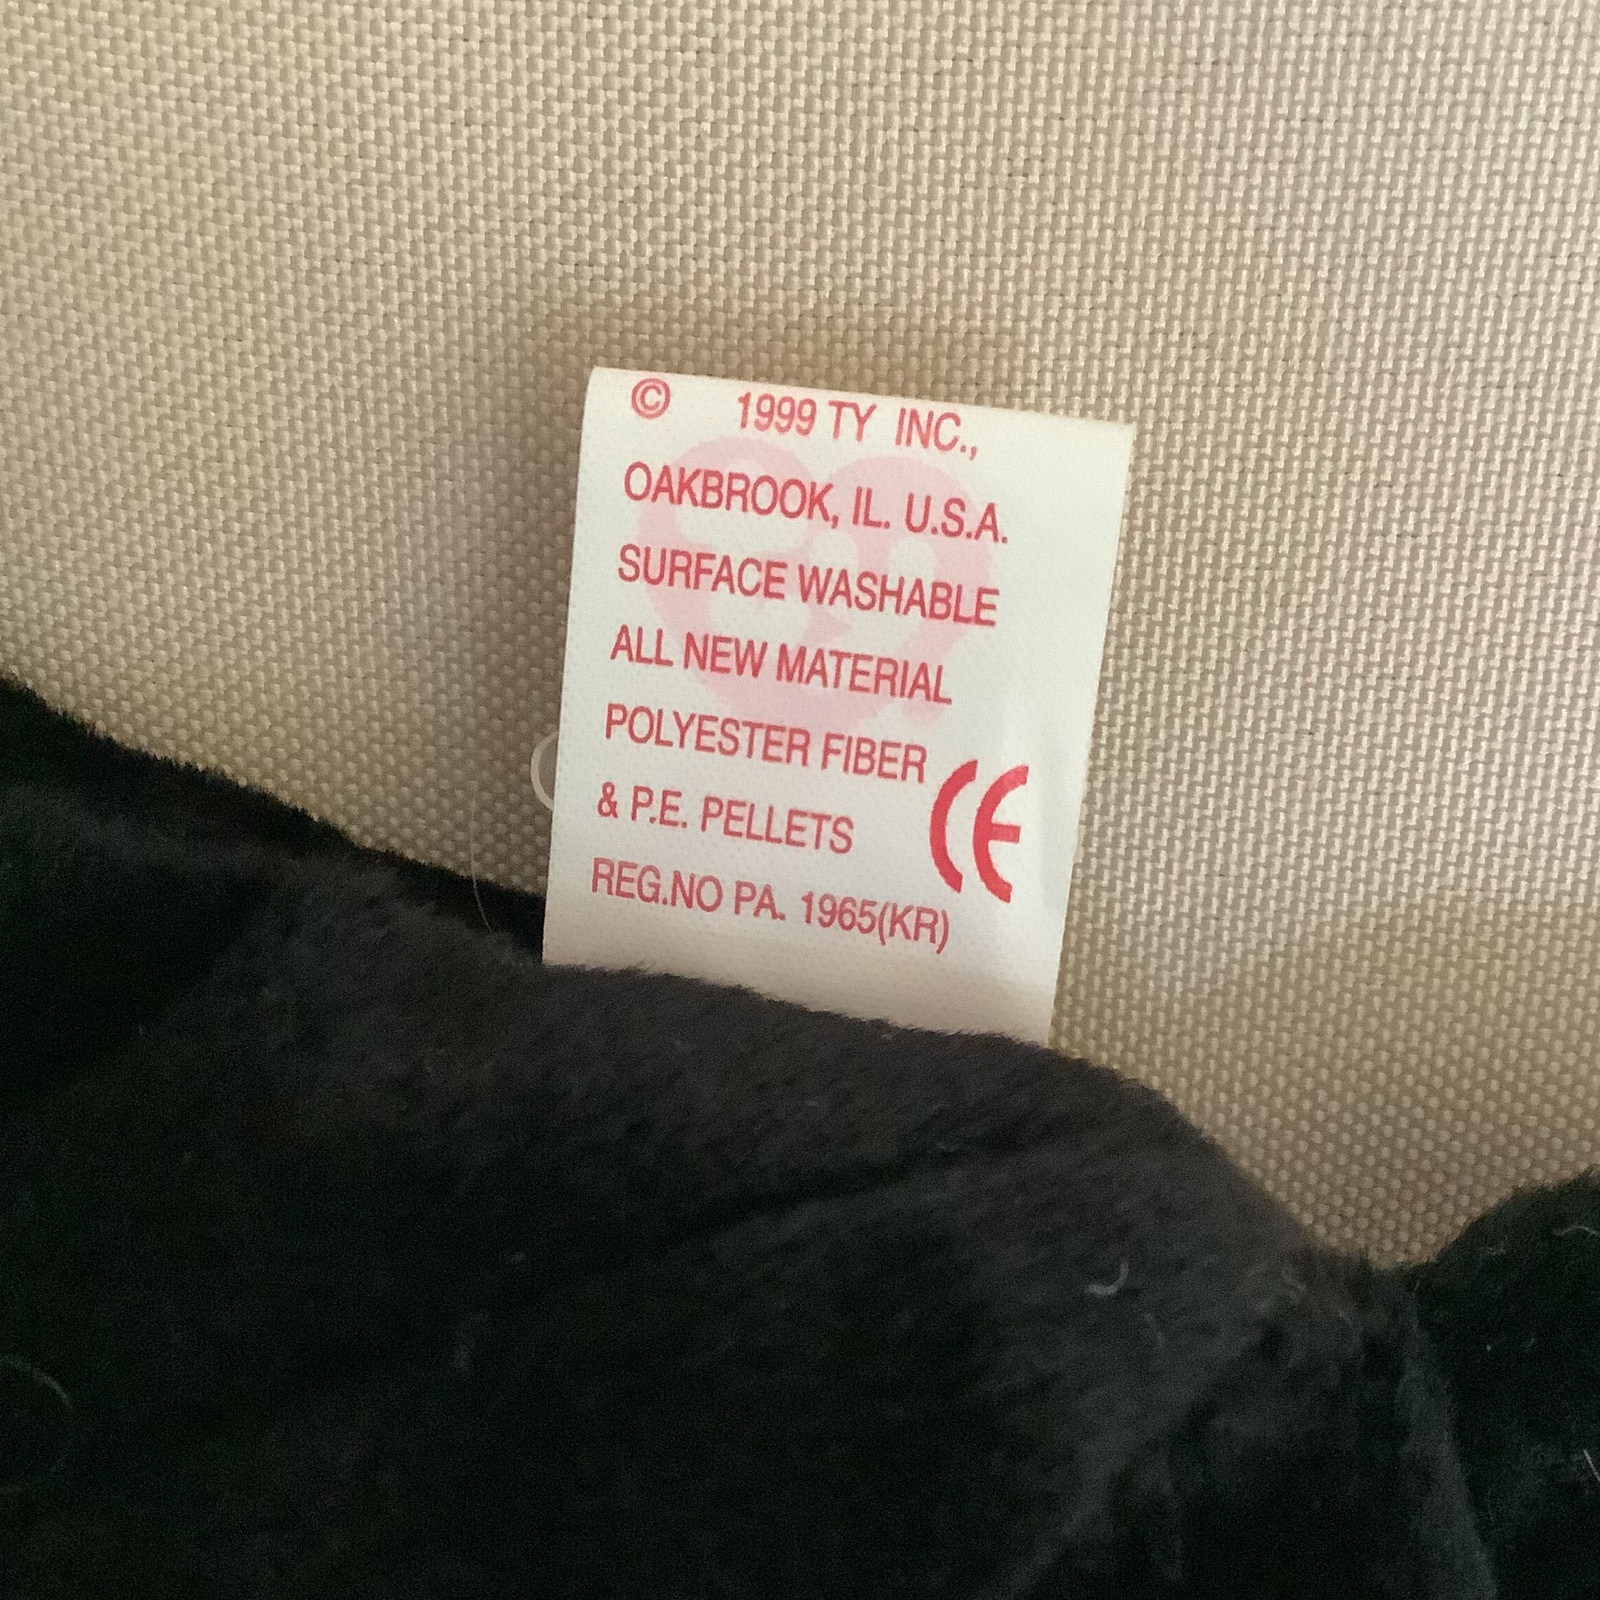 © 1999 TY INC.,
OAKBROOK, IL. U.S.A.
SURFACE WASHABLE
ALL NEW MATERIAL
POLYESTER FIBER
& P.E. PELLETS
CE
REG.NO PA. 1965(KR)